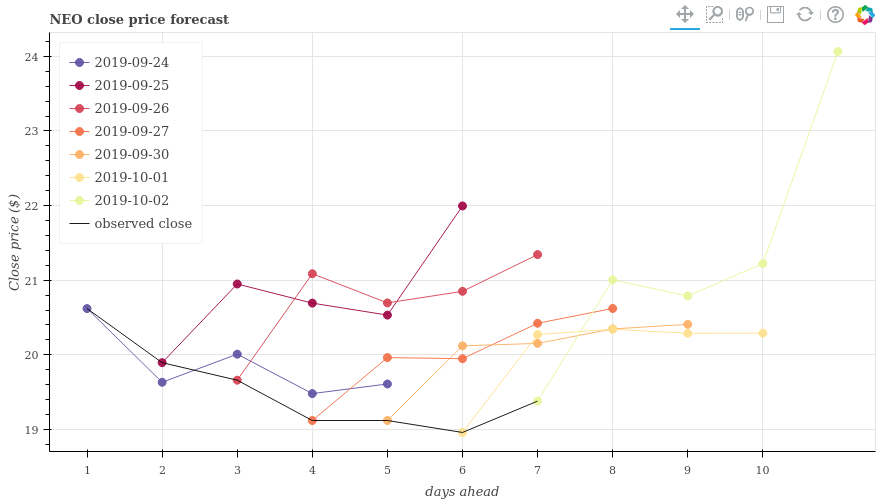 NEO close price forecast
2019-09-24
2019-09-25
2019-09-26
2019-09-27
2019-09-30
2019-10-01
2019-10-02
observed close
Close price ($)
24
23
22
21
20
19
1 2 3 4 5 6 7 8 9 10
days ahead